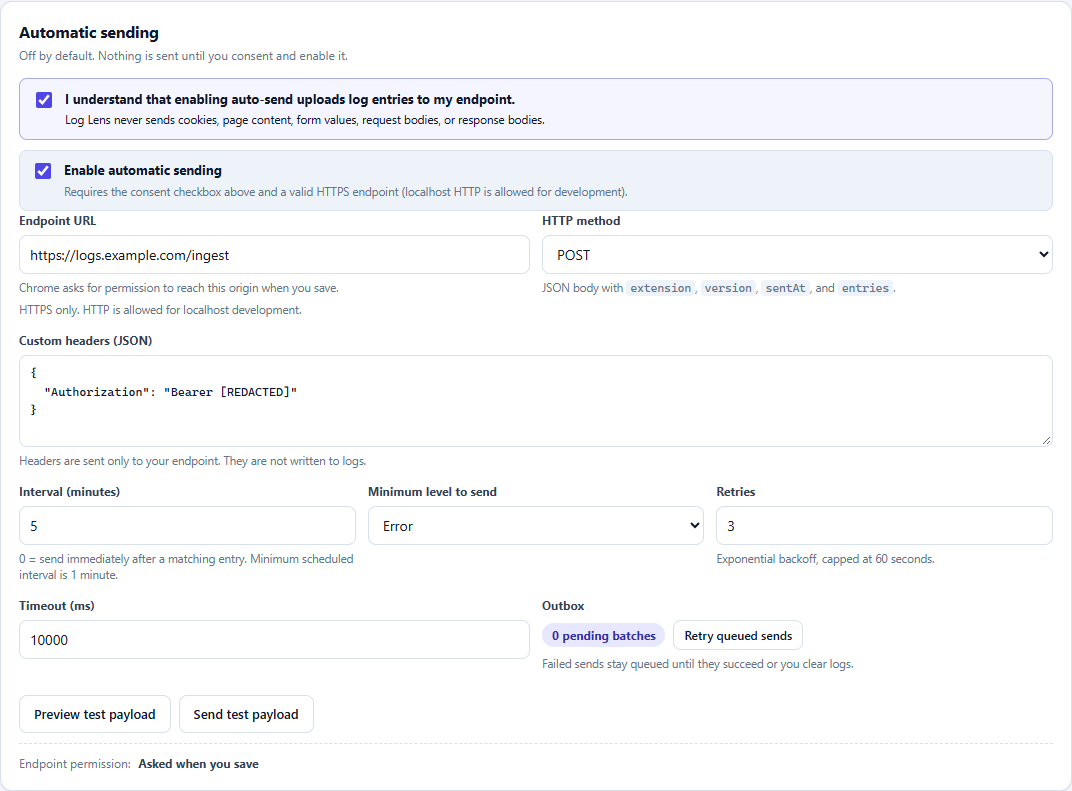 Automatic sending
Off by default. Nothing is sent until you consent and enable it.
I understand that enabling auto-send uploads log entries to my endpoint.
Log Lens never sends cookies, page content, form values, request bodies, or response bodies.
Enable automatic sending
Requires the consent checkbox above and a valid HTTPS endpoint (localhost HTTP is allowed for development).
Endpoint URL
https://logs.example.com/ingest
Chrome asks for permission to reach this origin when you save.
HTTPS only. HTTP is allowed for localhost development.
HTTP method
POST
JSON body with extension, version, sentAt, and entries.
Custom headers (JSON)
{
"Authorization": "Bearer [REDACTED]"
}
Headers are sent only to your endpoint. They are not written to logs.
Interval (minutes)
5
0 = send immediately after a matching entry. Minimum scheduled
interval is 1 minute.
Minimum level to send
Error
Retries
3
Exponential backoff, capped at 60 seconds.
Timeout (ms)
10000
Outbox
0 pending batches
Retry queued sends
Failed sends stay queued until they succeed or you clear logs.
Preview test payload
Send test payload
Endpoint permission: Asked when you save